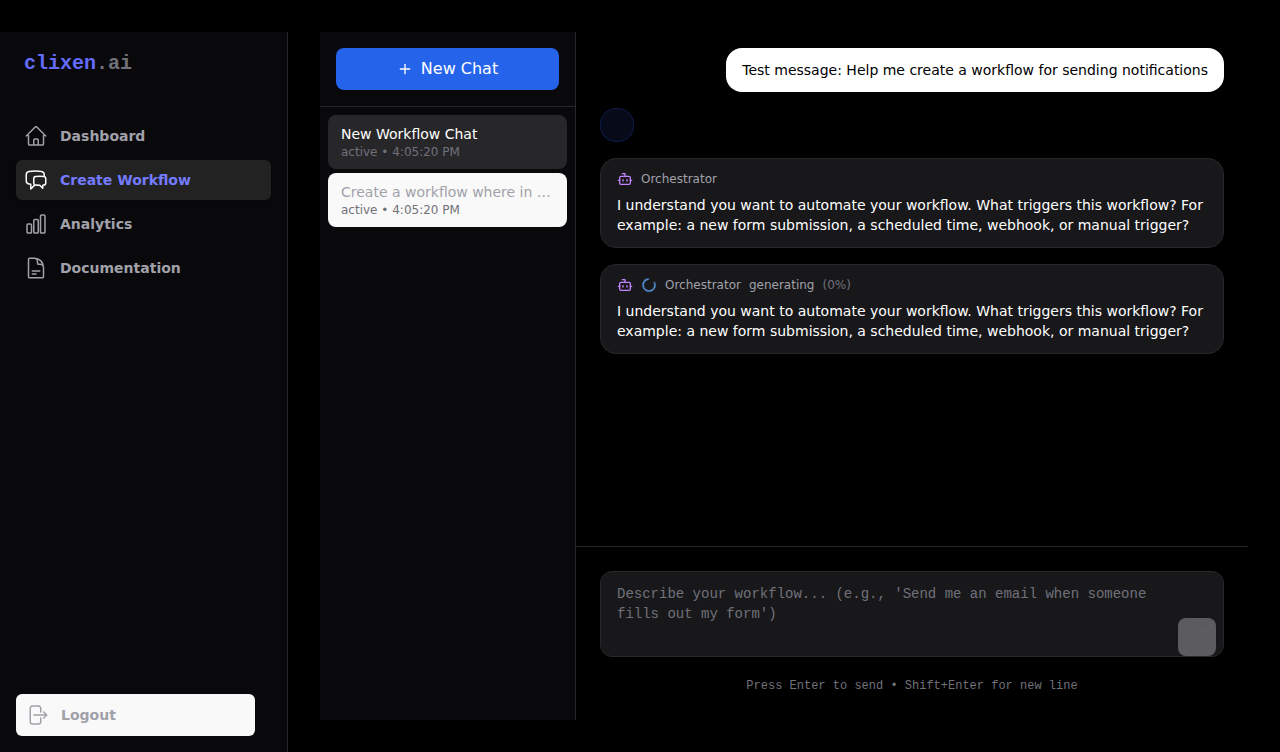 clixen.ai
Dashboard
Create Workflow
Analytics
Documentation
Logout
+ New Chat
New Workflow Chat
active • 4:05:20 PM
Create a workflow where in ...
active • 4:05:20 PM
Test message: Help me create a workflow for sending notifications
Orchestrator
I understand you want to automate your workflow. What triggers this workflow? For
example: a new form submission, a scheduled time, webhook, or manual trigger?
Orchestrator generating (0%)
I understand you want to automate your workflow. What triggers this workflow? For
example: a new form submission, a scheduled time, webhook, or manual trigger?
Describe your workflow... (e.g., 'Send me an email when someone
fills out my form')
Press Enter to send • Shift+Enter for new line